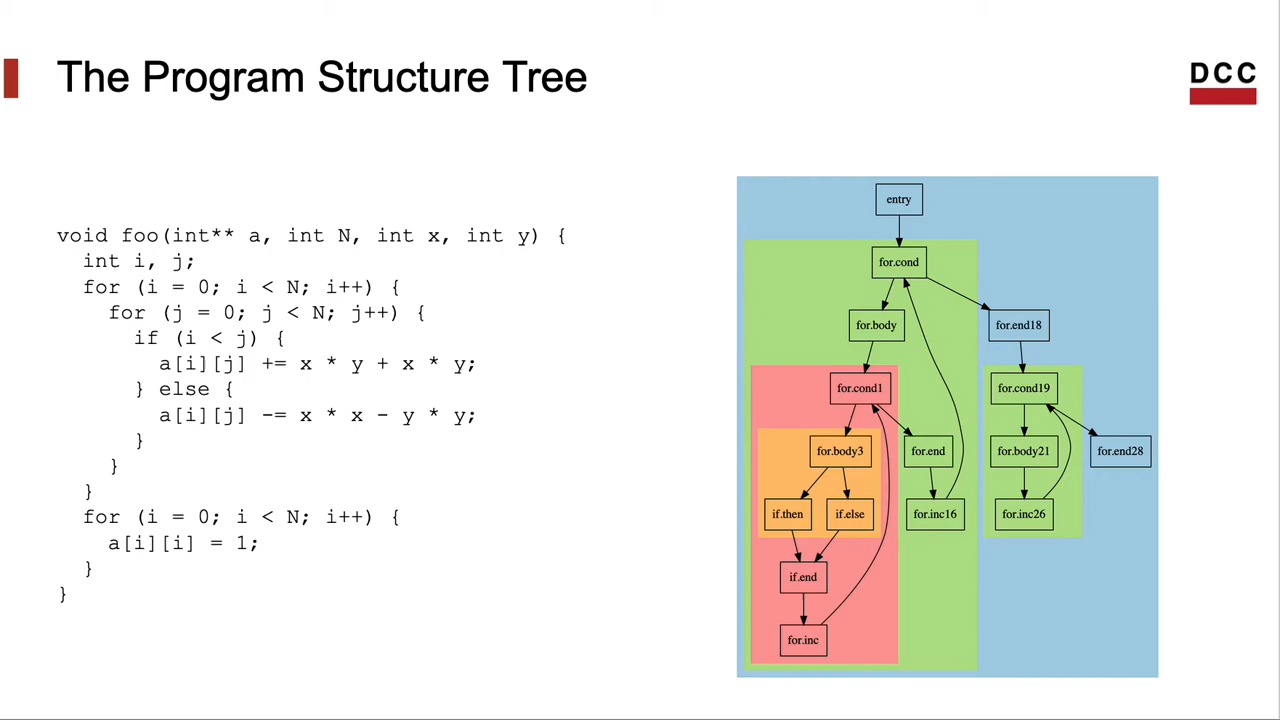 The Program Structure Tree
DCC
void foo(int** a, int N, int x, int y) {
  int i, j;
  for (i = 0; i < N; i++) {
    for (j = 0; j < N; j++) {
      if (i < j) {
        a[i][j] += x * y + x * y;
      } else {
        a[i][j] -= x * x - y * y;
      }
    }
  }
  for (i = 0; i < N; i++) {
    a[i][i] = 1;
  }
}
entry
for.cond
for.body
for.end18
for.cond1
for.cond19
for.body3
for.end
for.body21
for.end28
if.then
if.else
for.inc16
for.inc26
if.end
for.inc